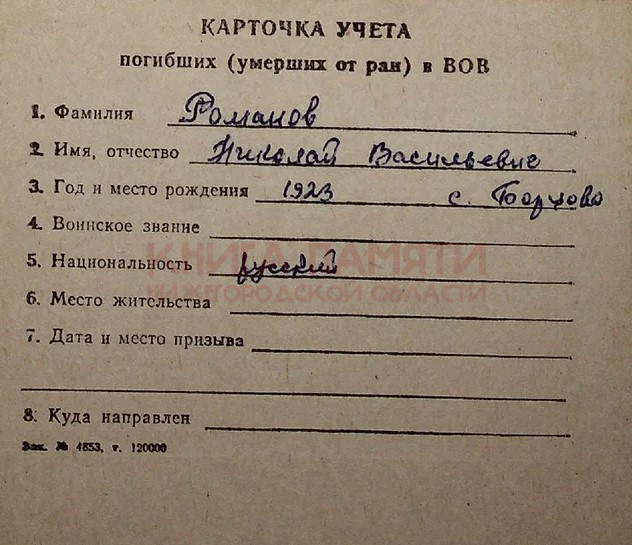 КАРТОЧКА УЧЕТА
погибших (умерших от ран) в ВОВ
1. Фамилия Романов
2. Имя, отчество Николай Васильевич
3. Год и место рождения 1923 с. Борцово
4. Воинское звание
КНИГА ПАМЯТИ
5. Национальность русский
НИЖЕГОРОДСКОЙ ОБЛАСТИ
6. Место жительства
7. Дата и место призыва
8. Куда направлен
Зак. № 4853, т. 120000